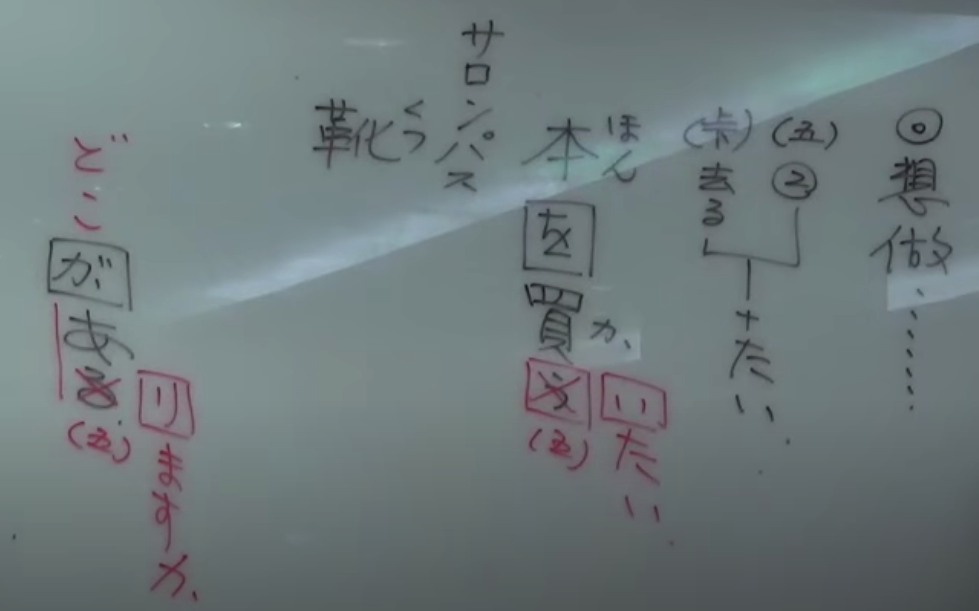 ◎想做……
(五)②
(卡)去る
+たい
ほん
本を買う(五)
か
いたい
サロンパス
くつ
靴
どこがある(五)
りますか